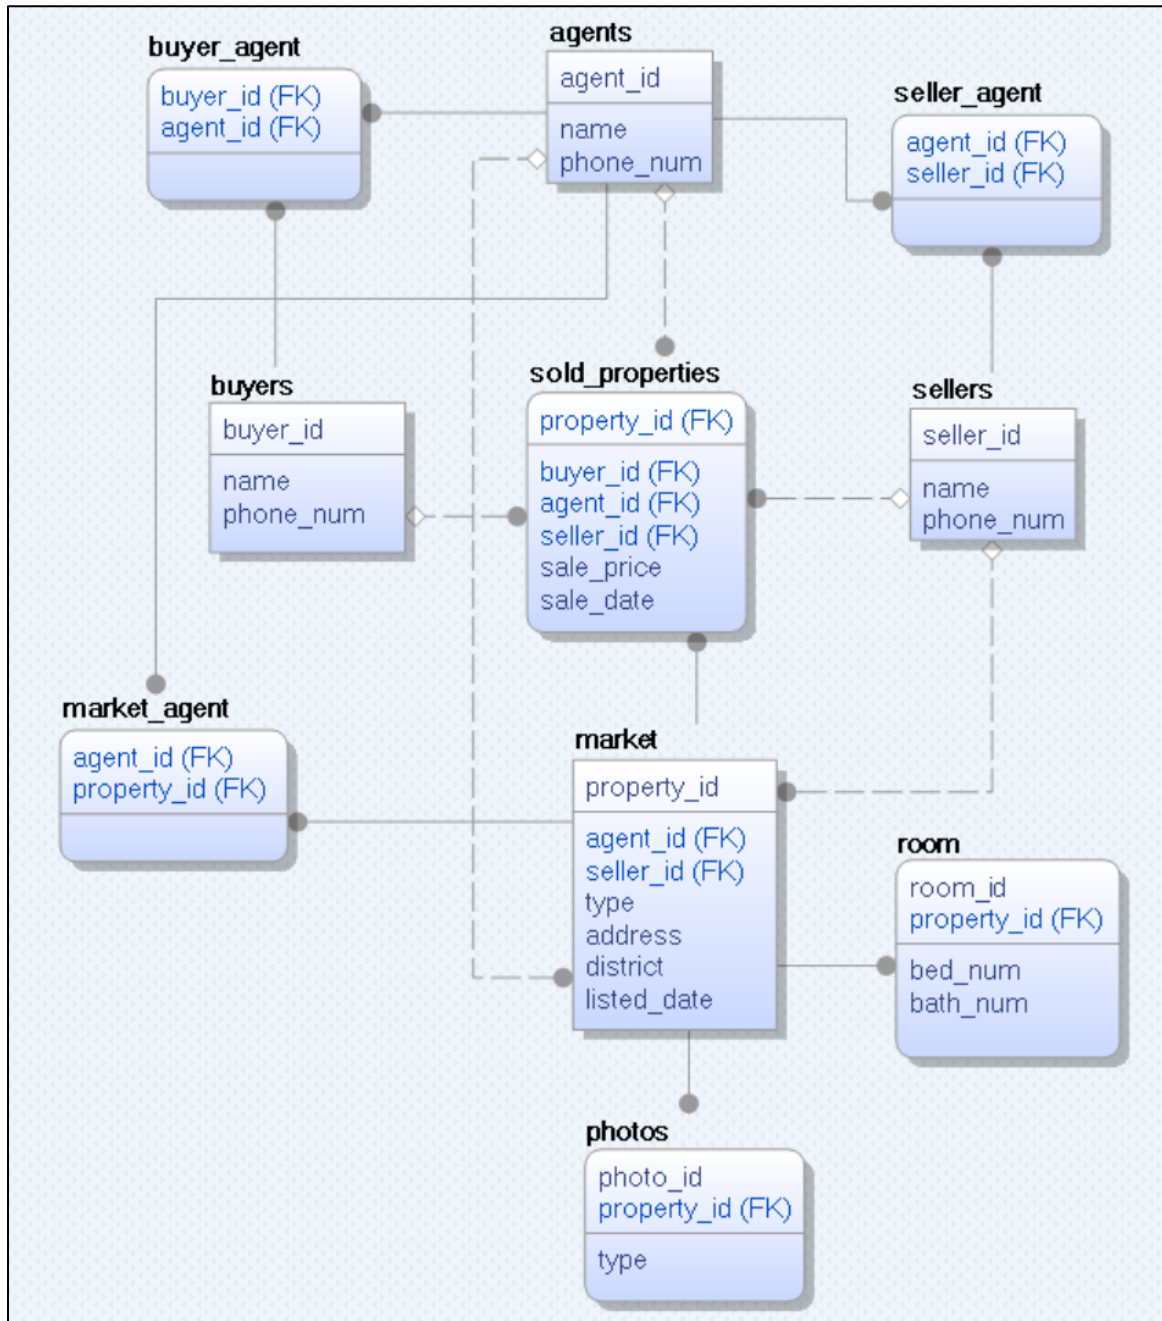 buyer_agent
buyer_id (FK)
agent_id (FK)
agents
agent_id
name
phone_num
seller_agent
agent_id (FK)
seller_id (FK)
buyers
buyer_id
name
phone_num
sold_properties
property_id (FK)
buyer_id (FK)
agent_id (FK)
seller_id (FK)
sale_price
sale_date
sellers
seller_id
name
phone_num
market_agent
agent_id (FK)
property_id (FK)
market
property_id
agent_id (FK)
seller_id (FK)
type
address
district
listed_date
room
room_id
property_id (FK)
bed_num
bath_num
photos
photo_id
property_id (FK)
type